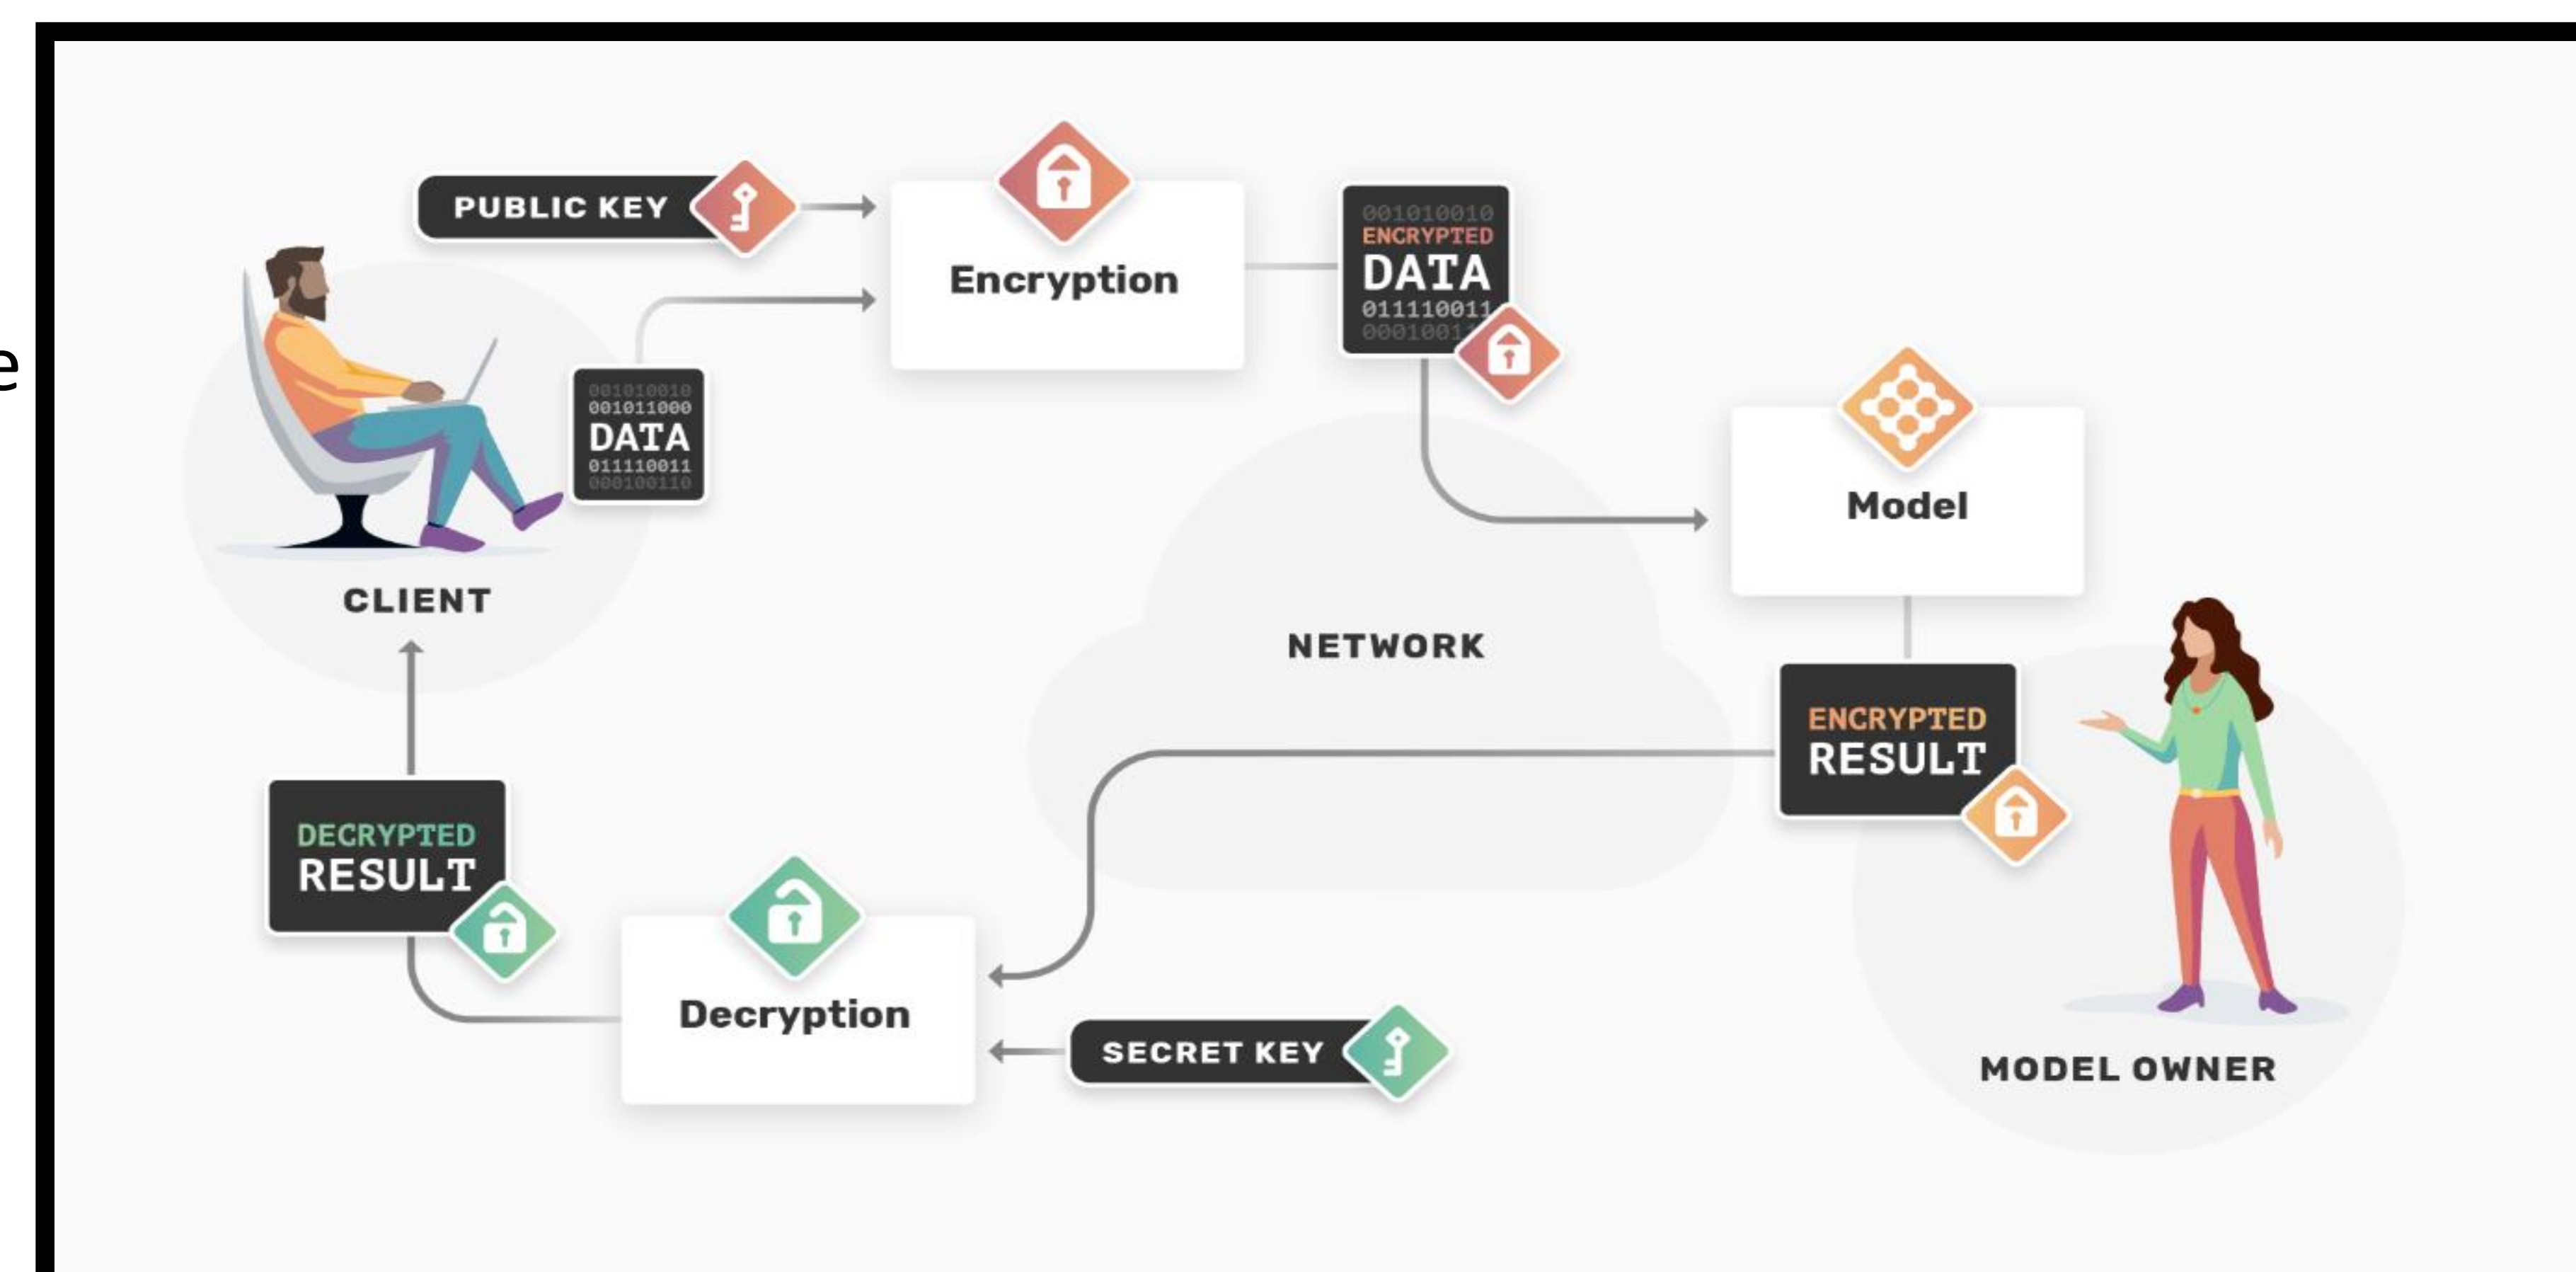 e
PUBLIC KEY
Encryption
001010010
ENCRYPTED
DATA
011110011
001010010
001011000
DATA
011110011
000100110
Model
CLIENT
NETWORK
ENCRYPTED
RESULT
DECRYPTED
RESULT
Decryption
SECRET KEY
MODEL OWNER